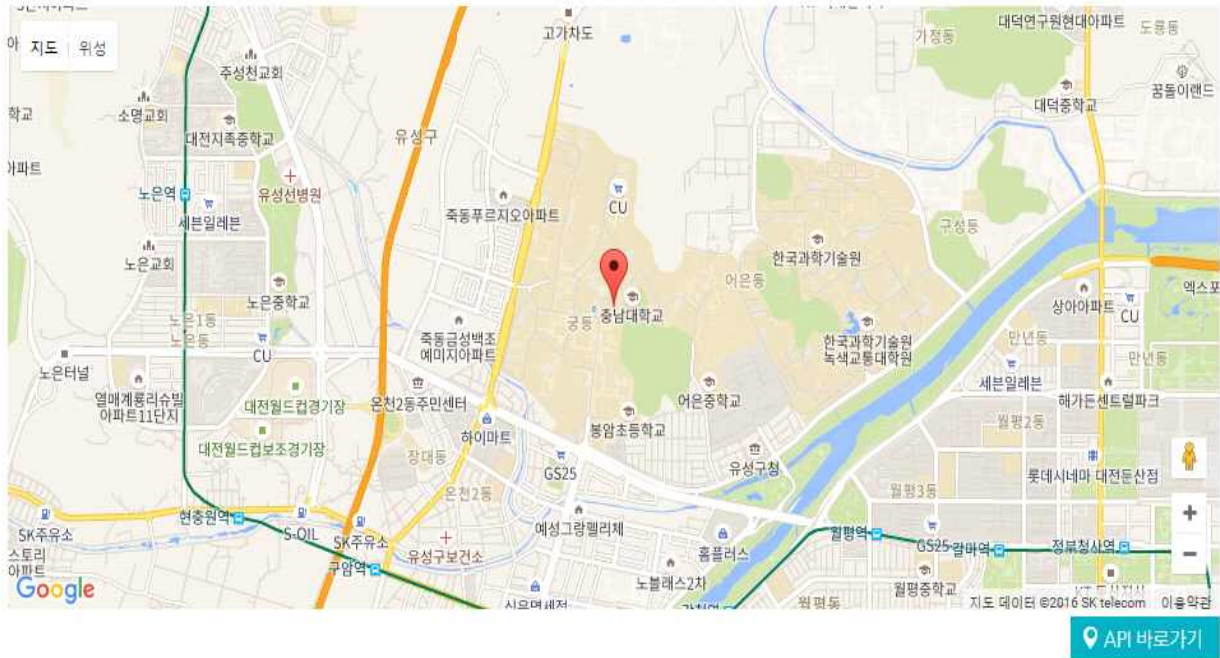 고가차도
대덕연구원현대아파트
도룡동
가정동
지도
위성
주성천교회
꿈돌이랜드
대덕중학교
소명교회
학교
대전지족중학교
유성구
아파트
노은역
유성선병원
세븐일레븐
CU
죽동푸르지오아파트
구성동
노은교회
한국과학기술원
어은동
노은중학교
엑스포
상아아파트
CU
충남대학교
궁동
노은1동
노은동
죽동금성백조
예미지아파트
한국과학기술원
녹색교통대학원
만년동
만년동
CU
노은터널
세븐일레븐
열매계룡리슈빌
아파트11단지
대전월드컵경기장
온천2동주민센터
어은중학교
해가든센트럴파크
하이마트
봉암초등학교
월평2동
대전월드컵보조경기장
장대동
유성구청
롯데시네마 대전둔산점
GS25
온천2동
월평3동
현충원역
SK주유소
S-OIL
SK주유소
예성그랑펠리체
홈플러스
월평역
GS25
갈마역
정부청사역
스토리
아파트
유성구보건소
구암역
노블래스2차
월평중학교
Google
월평동
지도 데이터 ©2016 SK telecom
이용약관
API 바로가기